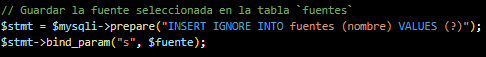 // Guardar la fuente seleccionada en la tabla `fuentes`
$stmt = $mysqli->prepare("INSERT IGNORE INTO fuentes (nombre) VALUES (?)");
$stmt->bind_param("s", $fuente);